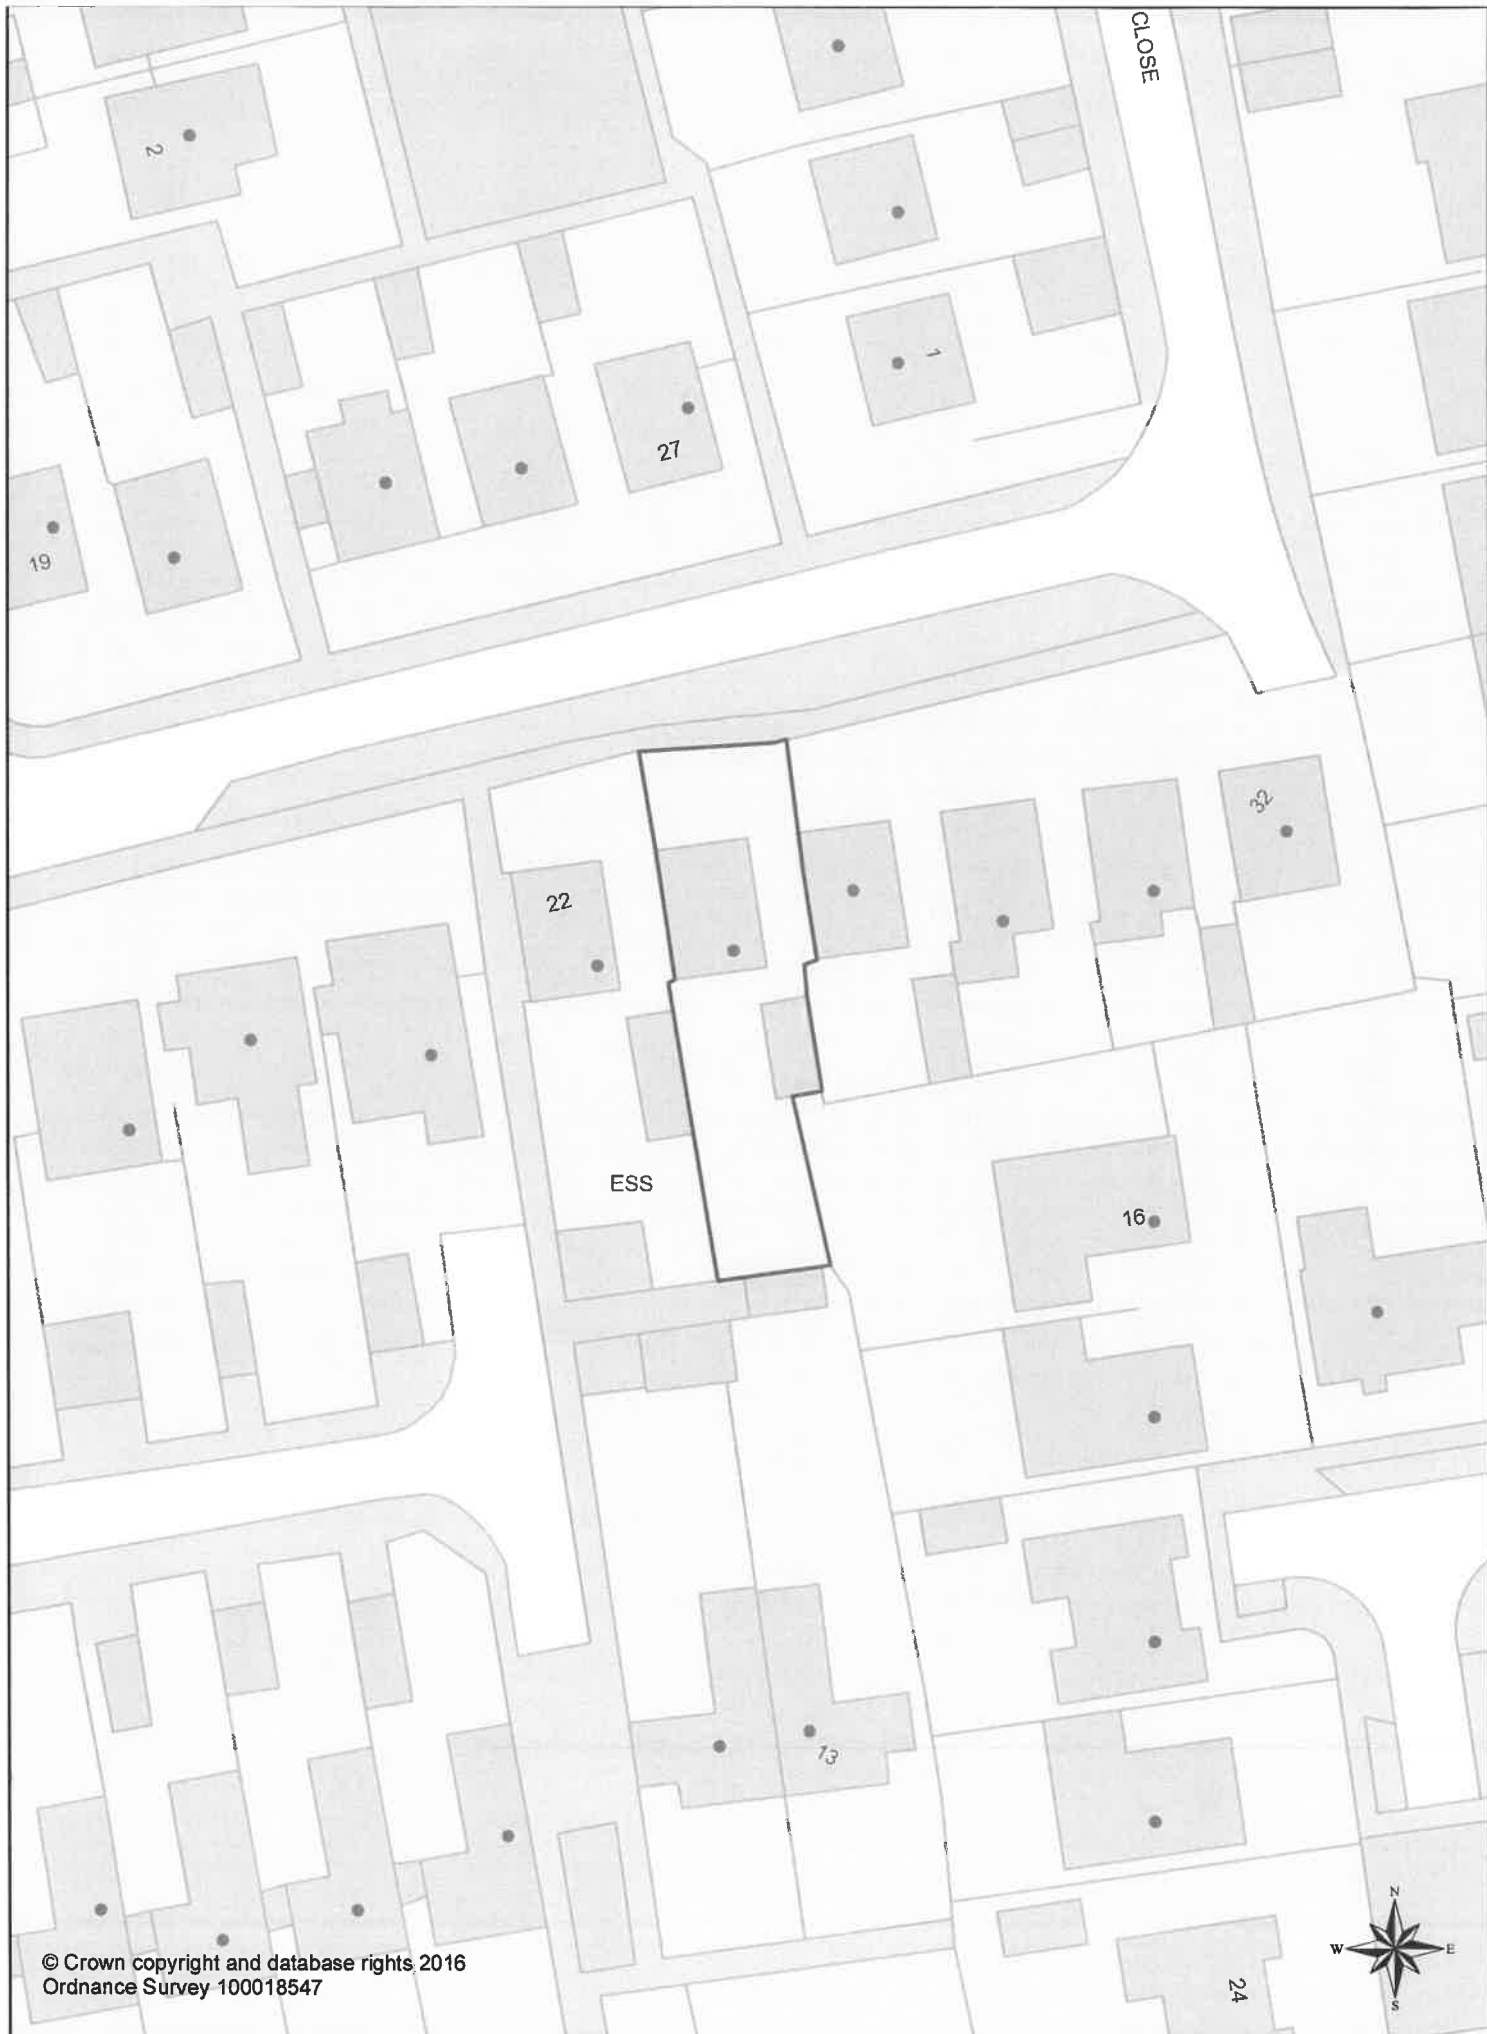 CLOSE
2
1
27
19
32
22
ESS
16
13
N
W E
S
24
© Crown copyright and database rights 2016
Ordnance Survey 100018547